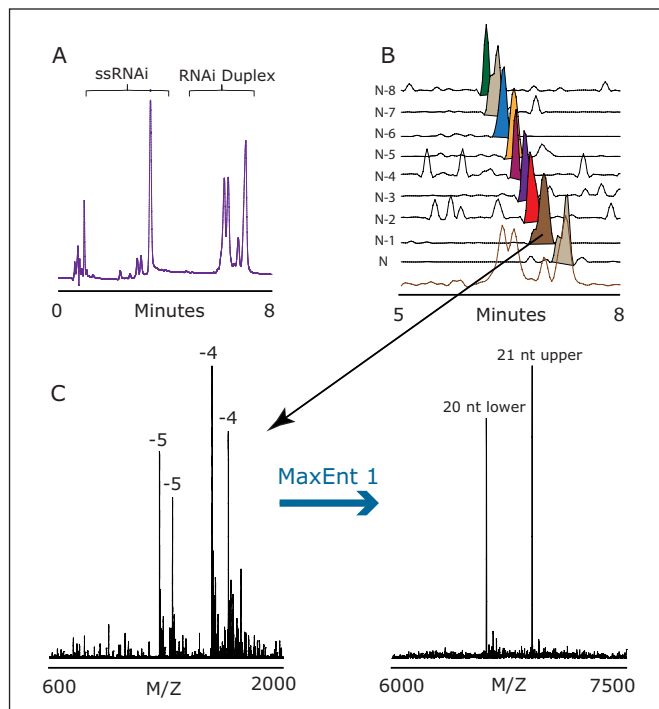 A
ssRNAi
RNAi Duplex
0
Minutes
8
B
N-8
N-7
N-6
N-5
N-4
N-3
N-2
N-1
N
5
Minutes
8
C
-4
-4
-5
-5
600
M/Z
2000
MaxEnt 1
21 nt upper
20 nt lower
6000
M/Z
7500